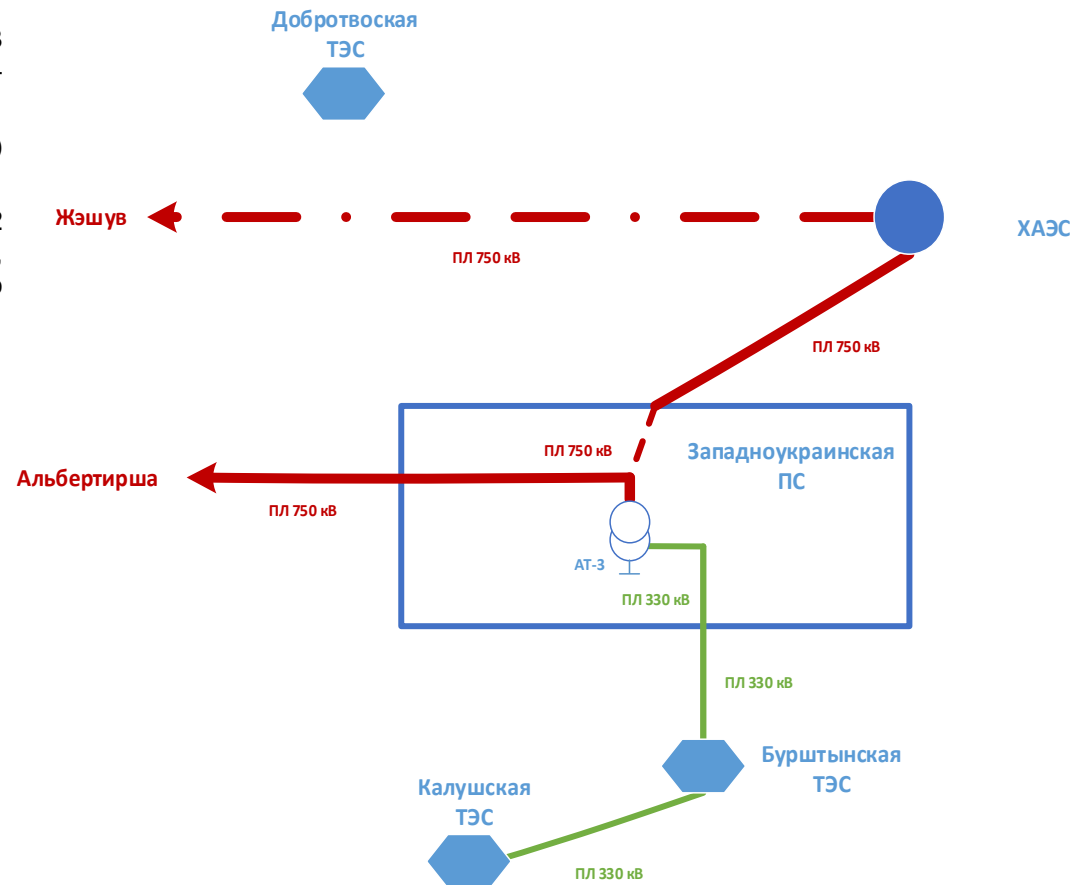 Добротвоская
ТЭС
Жэшув
ПЛ 750 кВ
ХАЭС
ПЛ 750 кВ
ПЛ 750 кВ
Западноукраинская
ПС
Альбертирша
ПЛ 750 кВ
АТ-3
ПЛ 330 кВ
ПЛ 330 кВ
Бурштынская
ТЭС
Калушская
ТЭС
ПЛ 330 кВ